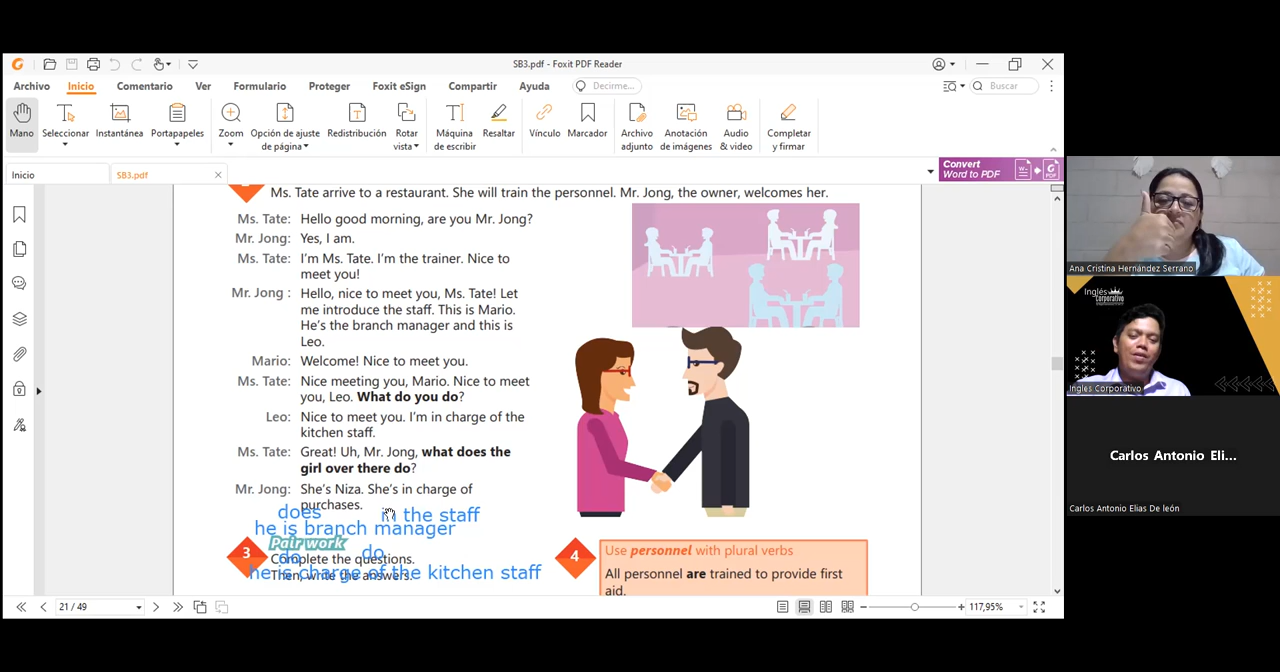 SB3.pdf - Foxit PDF Reader
Archivo Inicio Comentario Ver Formulario Proteger Foxit eSign Compartir Ayuda Decirme... Buscar
Mano Seleccionar Instantánea Portapapeles Zoom Opción de ajuste de página Redistribución Rotar vista Máquina de escribir Resaltar Vínculo Marcador Archivo adjunto Anotación de imágenes Audio & video Completar y firmar
Inicio SB3.pdf
Convert
Word to PDF
Ms. Tate arrive to a restaurant. She will train the personnel. Mr. Jong, the owner, welcomes her.
Ms. Tate: Hello good morning, are you Mr. Jong?
Mr. Jong: Yes, I am.
Ms. Tate: I'm Ms. Tate. I'm the trainer. Nice to
meet you!
Mr. Jong : Hello, nice to meet you, Ms. Tate! Let
me introduce the staff. This is Mario.
He's the branch manager and this is
Leo.
Mario: Welcome! Nice to meet you.
Ms. Tate: Nice meeting you, Mario. Nice to meet
you, Leo. What do you do?
Leo: Nice to meet you. I'm in charge of the
kitchen staff.
Ms. Tate: Great! Uh, Mr. Jong, what does the
girl over there do?
Mr. Jong: She's Niza. She's in charge of
purchases.
does in the staff
he is branch manager
3 Pair work
do do
Complete the questions.
he is charge of the kitchen staff
Then, write the answers.
4 Use personnel with plural verbs
All personnel are trained to provide first
aid.
21 / 49
117,95%
Ana Cristina Hernández Serrano
Inglés
Corporativo
Inglés Corporativo
Carlos Antonio Eli...
Carlos Antonio Elias De león